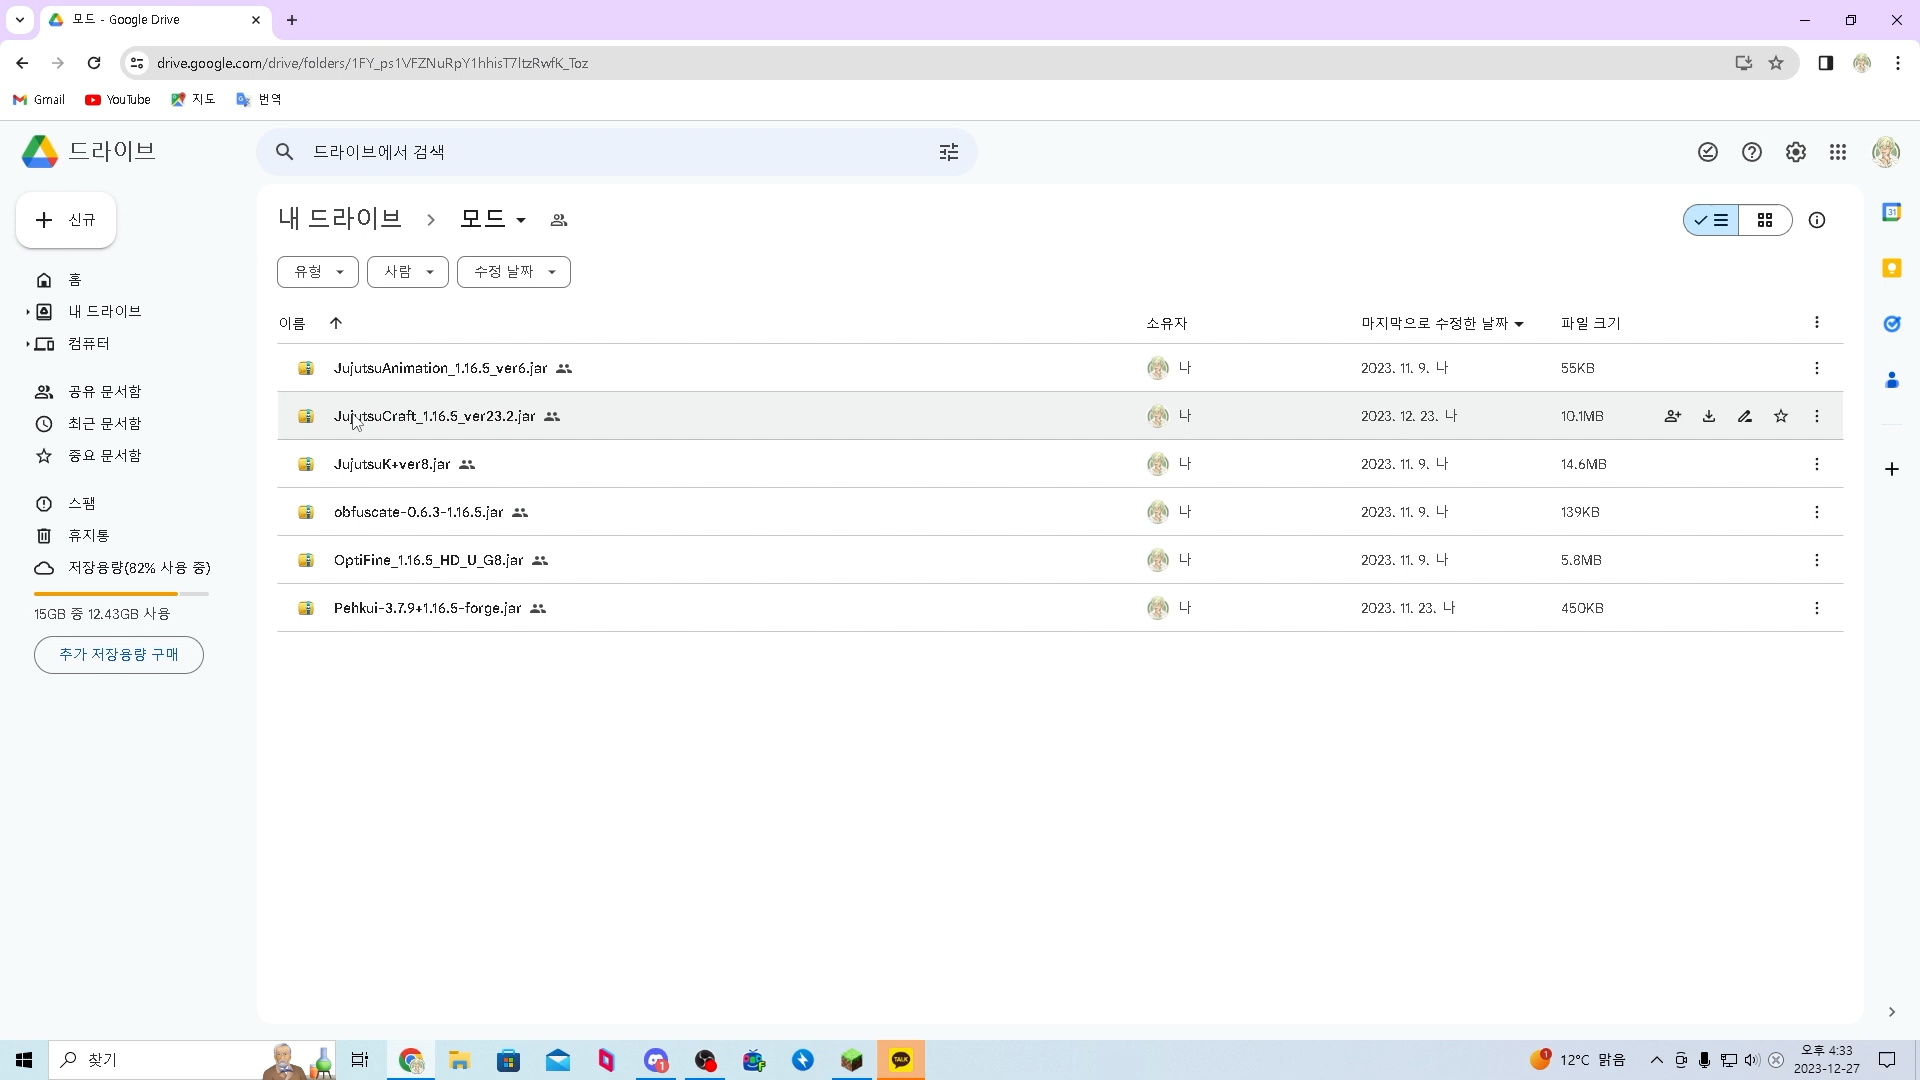 모드 - Google Drive
drive.google.com/drive/folders/1FY_ps1VFZNuRpY1hhisT7ltzRwfK_Toz
Gmail
YouTube
지도
번역
드라이브
드라이브에서 검색
신규
내 드라이브
모드
유형
사람
수정 날짜
홈
내 드라이브
컴퓨터
공유 문서함
최근 문서함
중요 문서함
스팸
휴지통
저장용량(82% 사용 중)
15GB 중 12.43GB 사용
추가 저장용량 구매
이름 소유자 마지막으로 수정한 날짜 파일 크기
JujutsuAnimation_1.16.5_ver6.jar 나 2023. 11. 9. 나 55KB
JujutsuCraft_1.16.5_ver23.2.jar 나 2023. 12. 23. 나 10.1MB
JujutsuK+ver8.jar 나 2023. 11. 9. 나 14.6MB
obfuscate-0.6.3-1.16.5.jar 나 2023. 11. 9. 나 139KB
OptiFine_1.16.5_HD_U_G8.jar 나 2023. 11. 9. 나 5.8MB
Pehkui-3.7.9+1.16.5-forge.jar 나 2023. 11. 23. 나 450KB
31
찾기
1
TALK
1
12°C 맑음
오후 4:33
2023-12-27